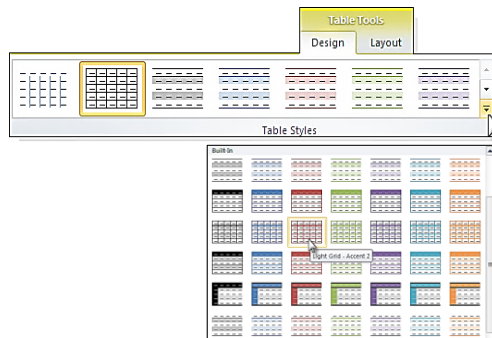 Table Tools
Design Layout
Table Styles
Built-In
Light Grid - Accent 2